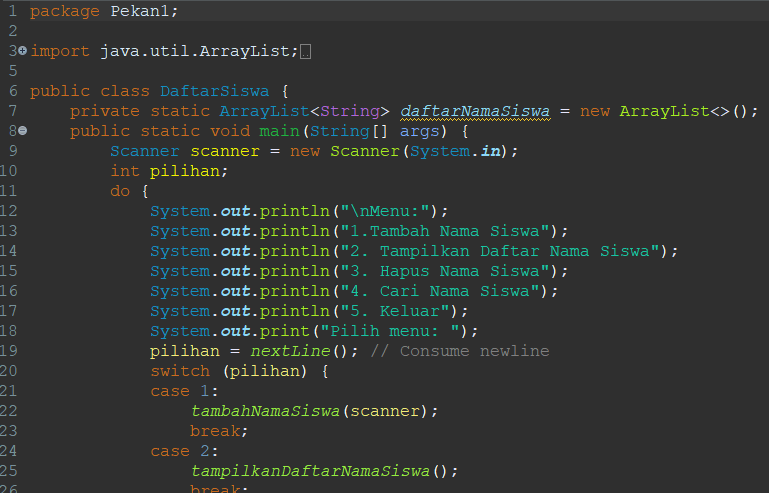 1 package Pekan1;
2
3 import java.util.ArrayList;
5
6 public class DaftarSiswa {
7     private static ArrayList<String> daftarNamaSiswa = new ArrayList<>();
8     public static void main(String[] args) {
9         Scanner scanner = new Scanner(System.in);
10         int pilihan;
11         do {
12             System.out.println("\nMenu:");
13             System.out.println("1.Tambah Nama Siswa");
14             System.out.println("2. Tampilkan Daftar Nama Siswa");
15             System.out.println("3. Hapus Nama Siswa");
16             System.out.println("4. Cari Nama Siswa");
17             System.out.println("5. Keluar");
18             System.out.print("Pilih menu: ");
19             pilihan = nextLine(); // Consume newline
20             switch (pilihan) {
21             case 1:
22                 tambahNamaSiswa(scanner);
23                 break;
24             case 2:
25                 tampilkanDaftarNamaSiswa();
26                 break;